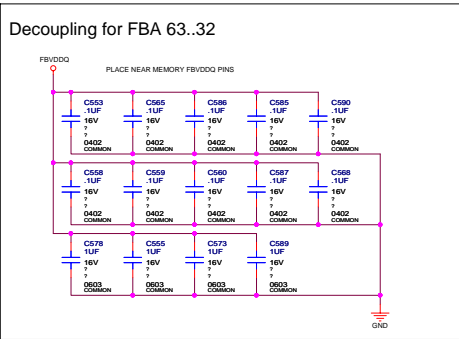 Decoupling for FBA 63..32
FBVDDQ
PLACE NEAR MEMORY FBVDDQ PINS
C553 C565 C586 C585 C590
.1UF .1UF .1UF .1UF .1UF
16V 16V 16V 16V 16V
? ? ? ? ?
? ? ? ? ?
0402 0402 0402 0402 0402
COMMON COMMON COMMON COMMON COMMON
C558 C559 C560 C587 C568
.1UF .1UF .1UF .1UF .1UF
16V 16V 16V 16V 16V
? ? ? ? ?
? ? ? ? ?
0402 0402 0402 0402 0402
COMMON COMMON COMMON COMMON COMMON
C578 C555 C573 C589
1UF 1UF 1UF 1UF
16V 16V 16V 16V
? ? ? ?
? ? ? ?
0603 0603 0603 0603
COMMON COMMON COMMON COMMON
GND